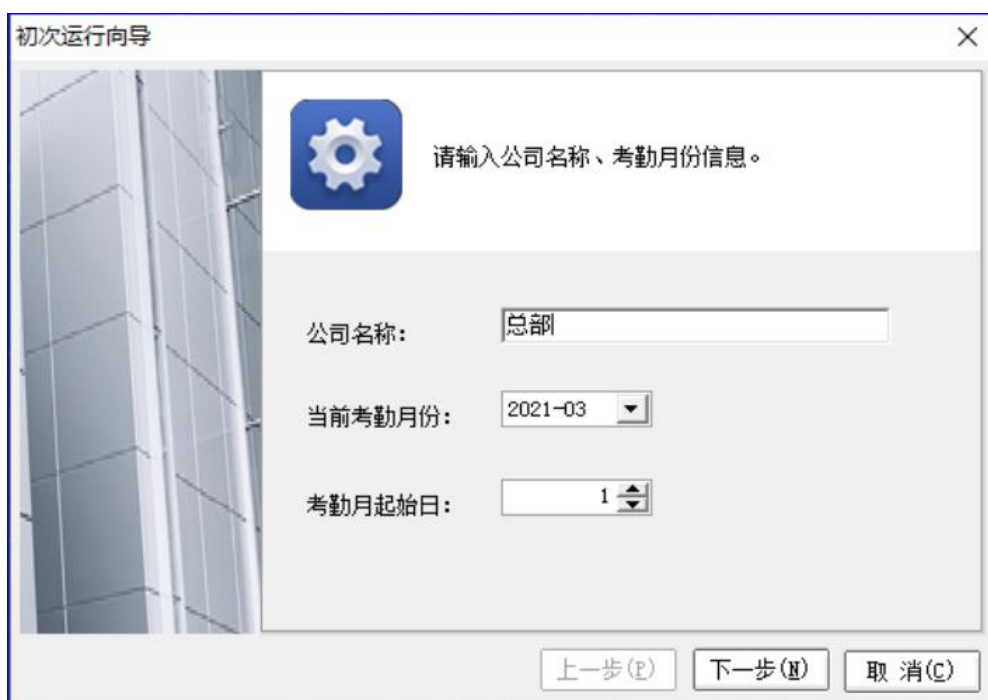 初次运行向导
请输入公司名称、考勤月份信息。
公司名称：
总部
当前考勤月份：
2021-03
考勤月起始日：
1
上一步(P)
下一步(N)
取 消(C)